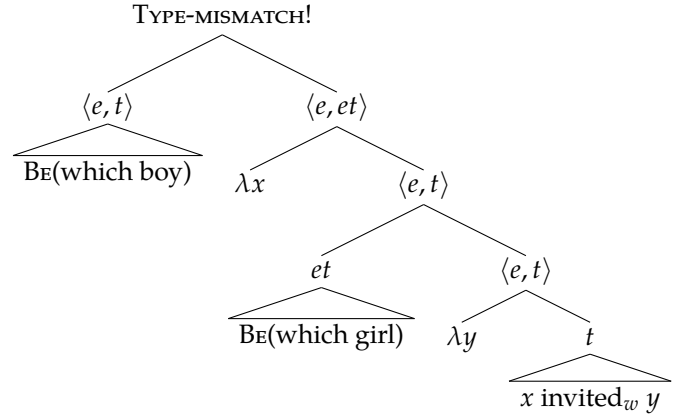 TYPE-MISMATCH!
⟨e, t⟩ ⟨e, et⟩
BE(which boy) λx ⟨e, t⟩
et ⟨e, t⟩
BE(which girl) λy t
x invited_w y